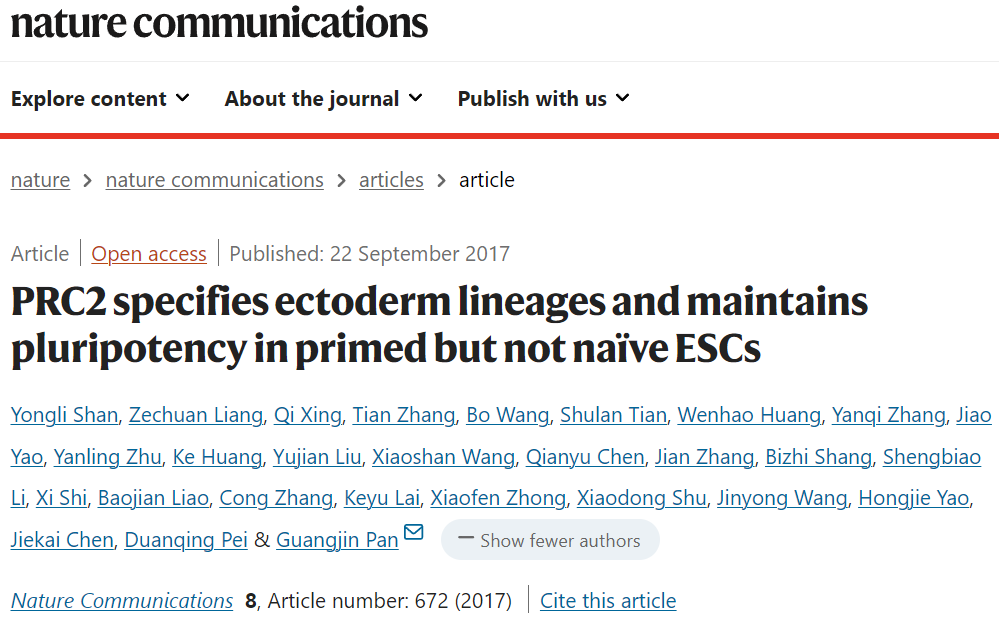 nature communications
Explore content About the journal Publish with us
nature > nature communications > articles > article
Article | Open access | Published: 22 September 2017
PRC2 specifies ectoderm lineages and maintains
pluripotency in primed but not naïve ESCs
Yongli Shan, Zechuan Liang, Qi Xing, Tian Zhang, Bo Wang, Shulan Tian, Wenhao Huang, Yanqi Zhang, Jiao
Yao, Yanling Zhu, Ke Huang, Yujian Liu, Xiaoshan Wang, Qianyu Chen, Jian Zhang, Bizhi Shang, Shengbiao
Li, Xi Shi, Baojian Liao, Cong Zhang, Keyu Lai, Xiaofen Zhong, Xiaodong Shu, Jinyong Wang, Hongjie Yao,
Jiekai Chen, Duanqing Pei & Guangjin Pan — Show fewer authors
Nature Communications 8, Article number: 672 (2017) | Cite this article